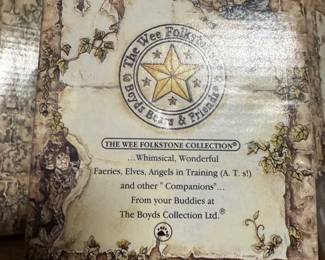 The Wee Folkstone
© Boyds Bears & Friends
THE WEE FOLKSTONE COLLECTION®
...Whimsical, Wonderful
Faeries, Elves, Angels in Training (A. T. s!)
and other " Companions"...
From your Buddies at
The Boyds Collection Ltd.®